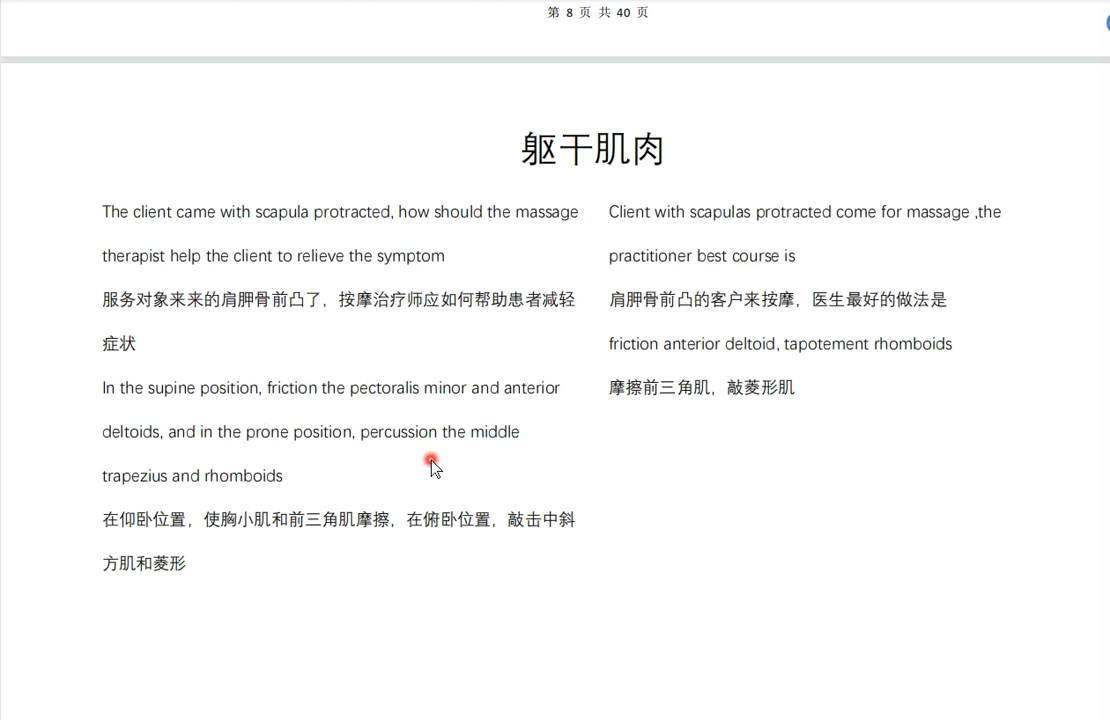 第 8 页 共 40 页
躯干肌肉
The client came with scapula protracted, how should the massage
therapist help the client to relieve the symptom
服务对象来来的肩胛骨前凸了，按摩治疗师应如何帮助患者减轻
症状
In the supine position, friction the pectoralis minor and anterior
deltoids, and in the prone position, percussion the middle
trapezius and rhomboids
在仰卧位置，使胸小肌和前三角肌摩擦，在俯卧位置，敲击中斜
方肌和菱形
Client with scapulas protracted come for massage ,the
practitioner best course is
肩胛骨前凸的客户来按摩，医生最好的做法是
friction anterior deltoid, tapotement rhomboids
摩擦前三角肌，敲菱形肌